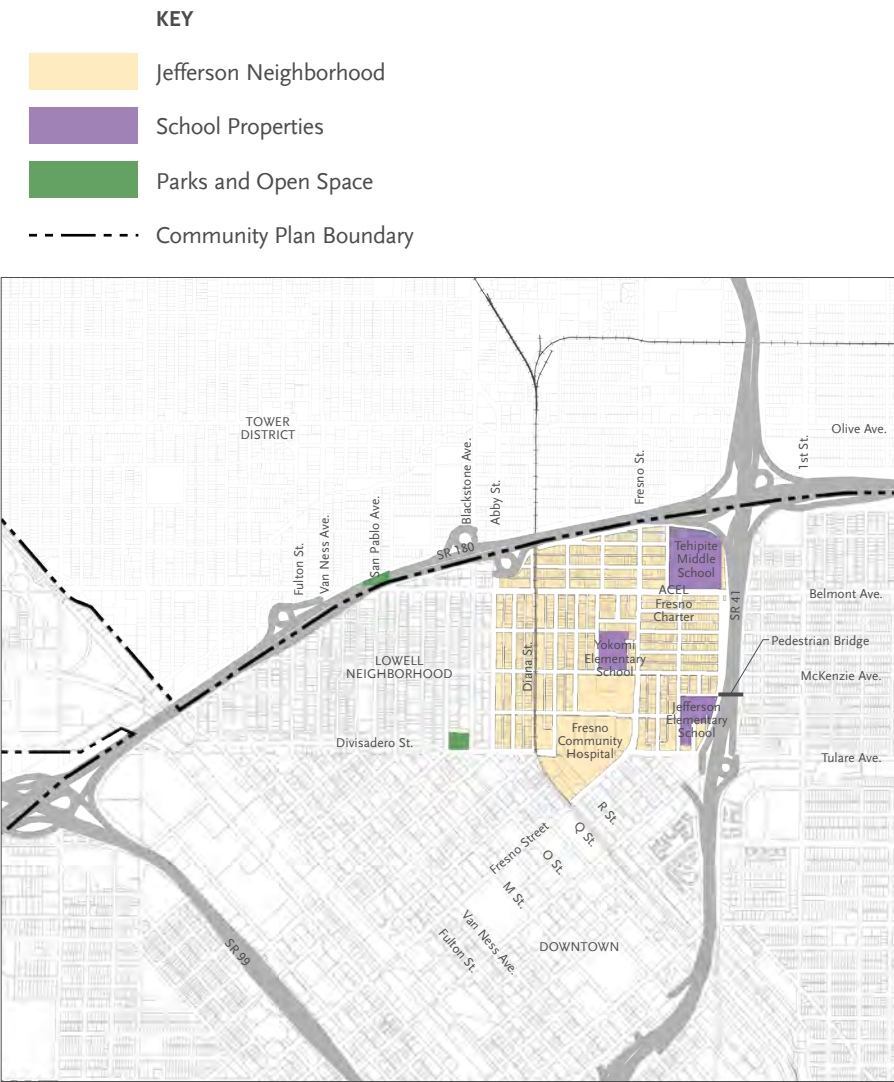 KEY
Jefferson Neighborhood
School Properties
Parks and Open Space
Community Plan Boundary
TOWER
DISTRICT
Olive Ave.
1st St.
Blackstone Ave.
Fresno St.
Abby St.
San Pablo Ave.
Van Ness Ave.
Fulton St.
SR 180
Tehipite
Middle
School
ACEL
Fresno
Charter
Belmont Ave.
SR 41
Pedestrian Bridge
Yokomi
Elementary
School
Diana St.
LOWELL
NEIGHBORHOOD
McKenzie Ave.
Jefferson
Elementary
School
Fresno
Community
Hospital
Divisadero St.
Tulare Ave.
R St.
Q St.
Fresno Street
O St.
M St.
Van Ness Ave.
Fulton St.
DOWNTOWN
SR 99